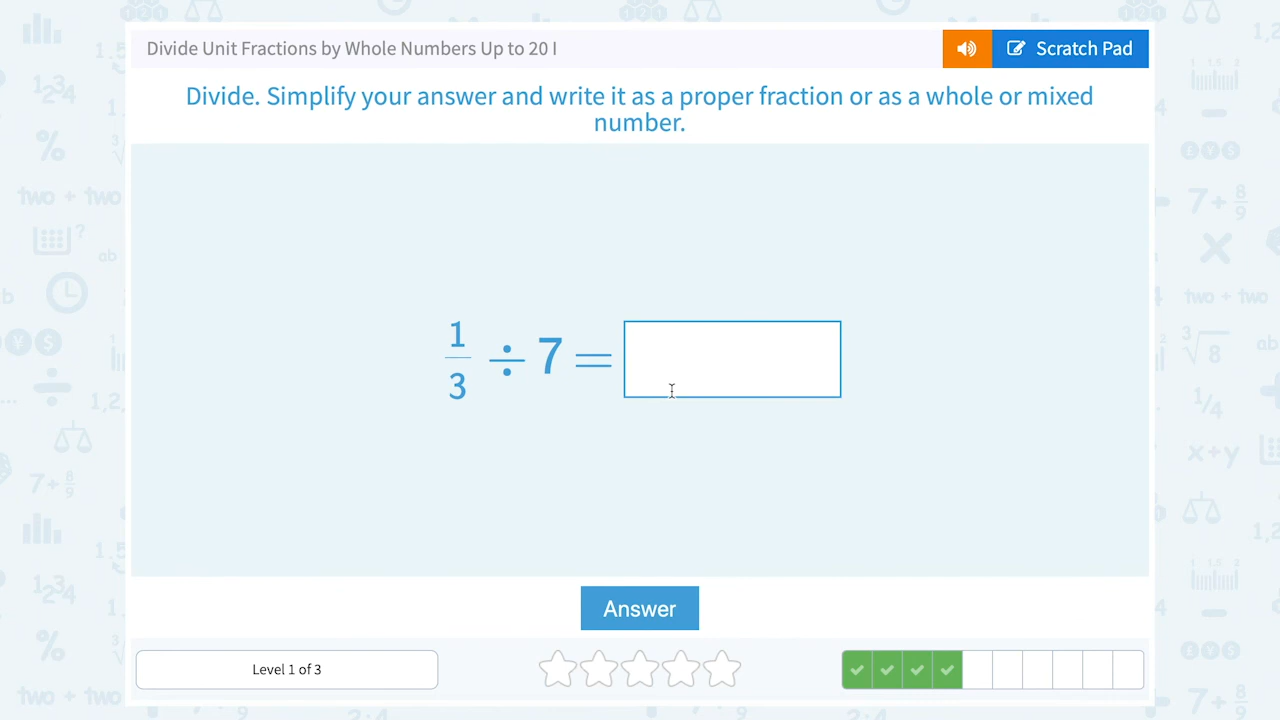 Divide Unit Fractions by Whole Numbers Up to 20 I
Scratch Pad
Divide. Simplify your answer and write it as a proper fraction or as a whole or mixed
number.
1/3 ÷ 7 =
Answer
Level 1 of 3